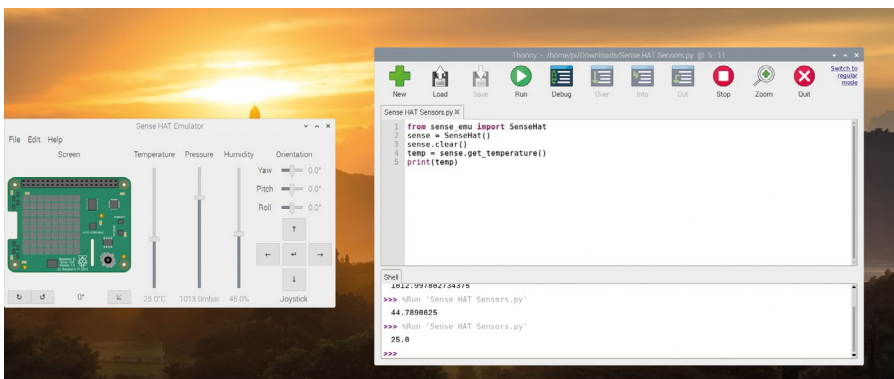 Sense HAT Emulator
File Edit Help
Screen Temperature Pressure Humidity Orientation
Yaw 0.0°
Pitch 0.0°
Roll 0.0°
↑
← ↵ →
↓
0° 25.0°C 1013.0mbar 45.0% Joystick
Thonny - /home/pi/Downloads/Sense HAT Sensors.py @ 5:11
New Load Save Run Debug Over Into Out Stop Zoom Quit
Switch to
regular
mode
Sense HAT Sensors.py
1 from sense_emu import SenseHat
2 sense = SenseHat()
3 sense.clear()
4 temp = sense.get_temperature()
5 print(temp)
Shell
1012.997802734375
>>> %Run 'Sense HAT Sensors.py'
44.7890625
>>> %Run 'Sense HAT Sensors.py'
25.0
>>>